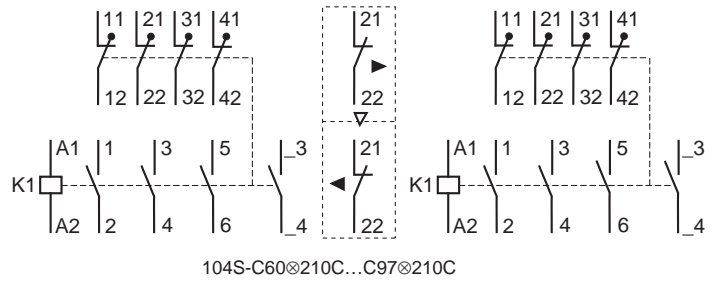 11 21 31 41 21 11 21 31 41
12 22 32 42 22 12 22 32 42
A1 1 3 5 _3 21 A1 1 3 5 _3
K1 K1
A2 2 4 6 _4 22 A2 2 4 6 _4
104S-C60⊗210C...C97⊗210C